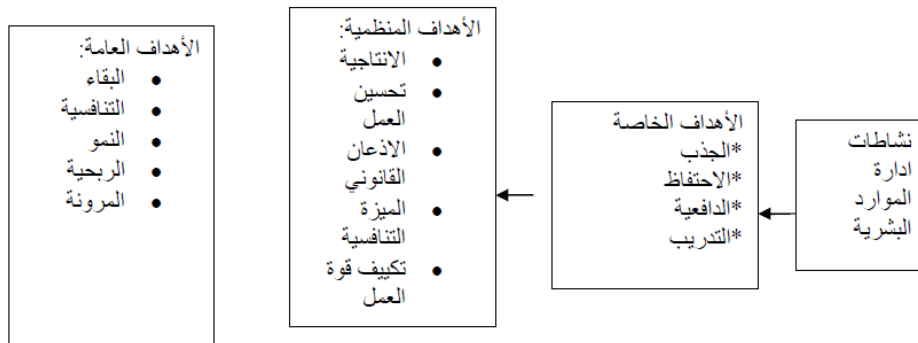 نشاطات
ادارة
الموارد
البشرية
الأهداف الخاصة
*الجذب
*الاحتفاظ
*الدافعية
*التدريب
الأهداف المنظمية:
● الانتاجية
● تحسين
العمل
● الاذعان
القانوني
● الميزة
التنافسية
● تكييف قوة
العمل
الأهداف العامة:
● البقاء
● التنافسية
● النمو
● الربحية
● المرونة